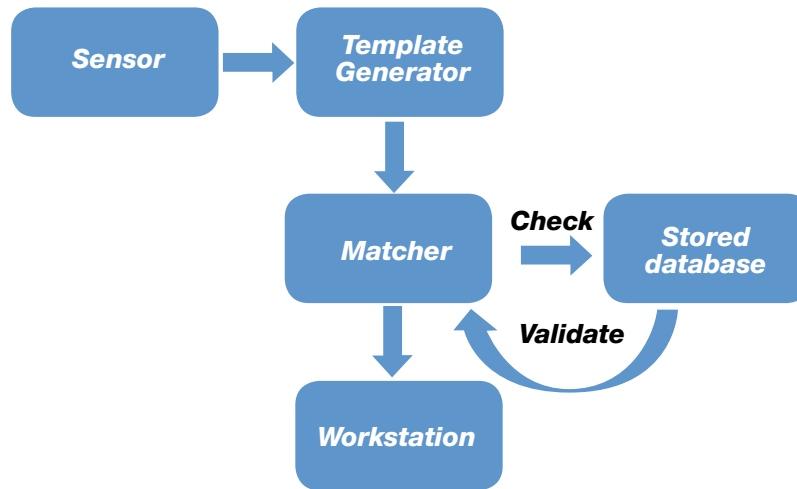 Sensor
Template
Generator
Matcher
Check
Stored
database
Validate
Workstation